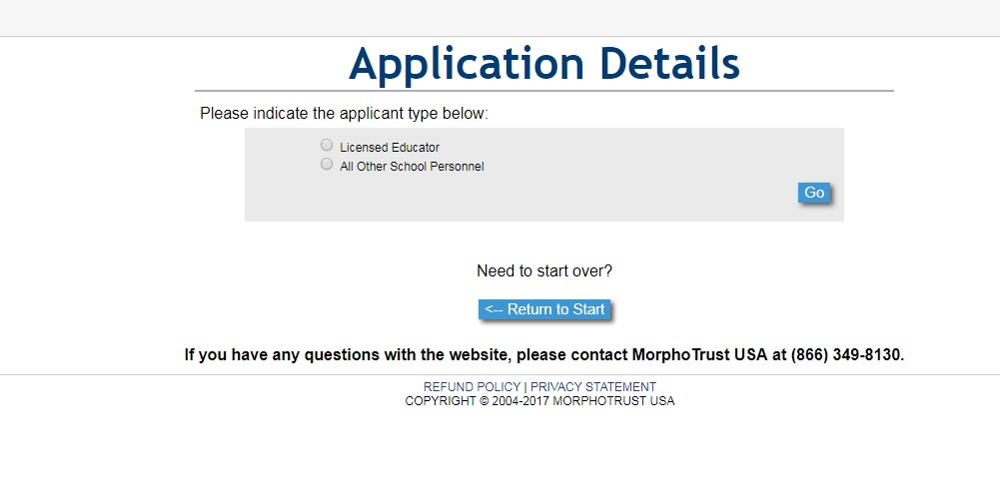 Application Details
Please indicate the applicant type below:
Licensed Educator
All Other School Personnel
Go
Need to start over?
<-- Return to Start
If you have any questions with the website, please contact MorphoTrust USA at (866) 349-8130.
REFUND POLICY | PRIVACY STATEMENT
COPYRIGHT © 2004-2017 MORPHOTRUST USA